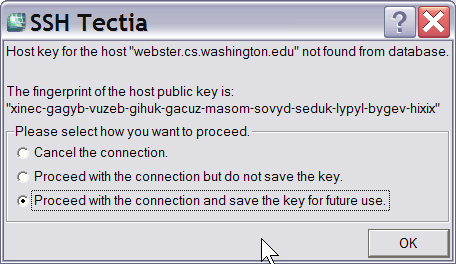 SSH Tectia
Host key for the host "webster.cs.washington.edu" not found from database.
The fingerprint of the host public key is:
"xinec-gagyb-vuzeb-gihuk-gacuz-masom-sovyd-seduk-lypyl-bygev-hixix"
Please select how you want to proceed.
Cancel the connection.
Proceed with the connection but do not save the key.
Proceed with the connection and save the key for future use.
OK